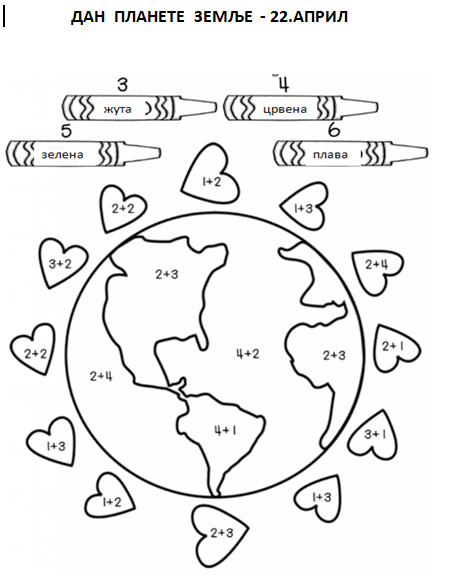 ДАН ПЛАНЕТЕ ЗЕМЉЕ - 22.АПРИЛ
3 4
жута црвена
5 6
зелена плава
1+2
2+2 1+3
3+2 2+4
2+3
2+2 4+2 2+3 2+1
2+4
4+1
1+3 3+1
1+2 1+3
2+3